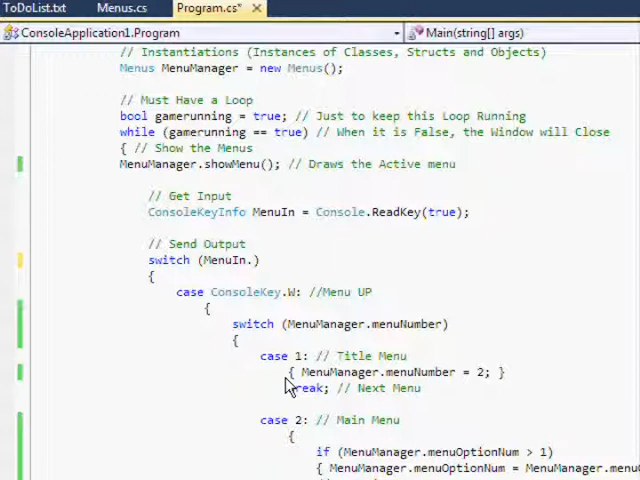 ToDoList.txt Menus.cs Program.cs* ×
ConsoleApplication1.Program Main(string[] args)
// Instantiations (Instances of Classes, Structs and Objects)
Menus MenuManager = new Menus();
// Must Have a Loop
bool gamerunning = true; // Just to keep this Loop Running
while (gamerunning == true) // When it is False, the Window will Close
{ // Show the Menus
MenuManager.showMenu(); // Draws the Active menu
// Get Input
ConsoleKeyInfo MenuIn = Console.ReadKey(true);
// Send Output
switch (MenuIn.)
{
case ConsoleKey.W: //Menu UP
{
switch (MenuManager.menuNumber)
{
case 1: // Title Menu
{ MenuManager.menuNumber = 2; }
break; // Next Menu
case 2: // Main Menu
{
if (MenuManager.menuOptionNum > 1)
{ MenuManager.menuOptionNum = MenuManager.me